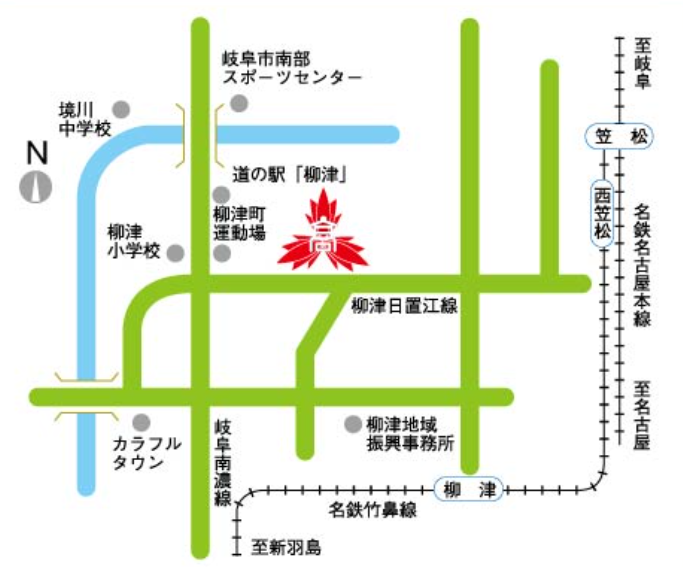 岐阜市南部
スポーツセンター
至岐阜
境川
中学校
笠松
N
道の駅「柳津」
西笠松
柳津町
運動場
高
名鉄名古屋本線
柳津
小学校
柳津日置江線
至名古屋
カラフル
タウン
岐阜南濃線
柳津地域
振興事務所
柳津
名鉄竹鼻線
至新羽島